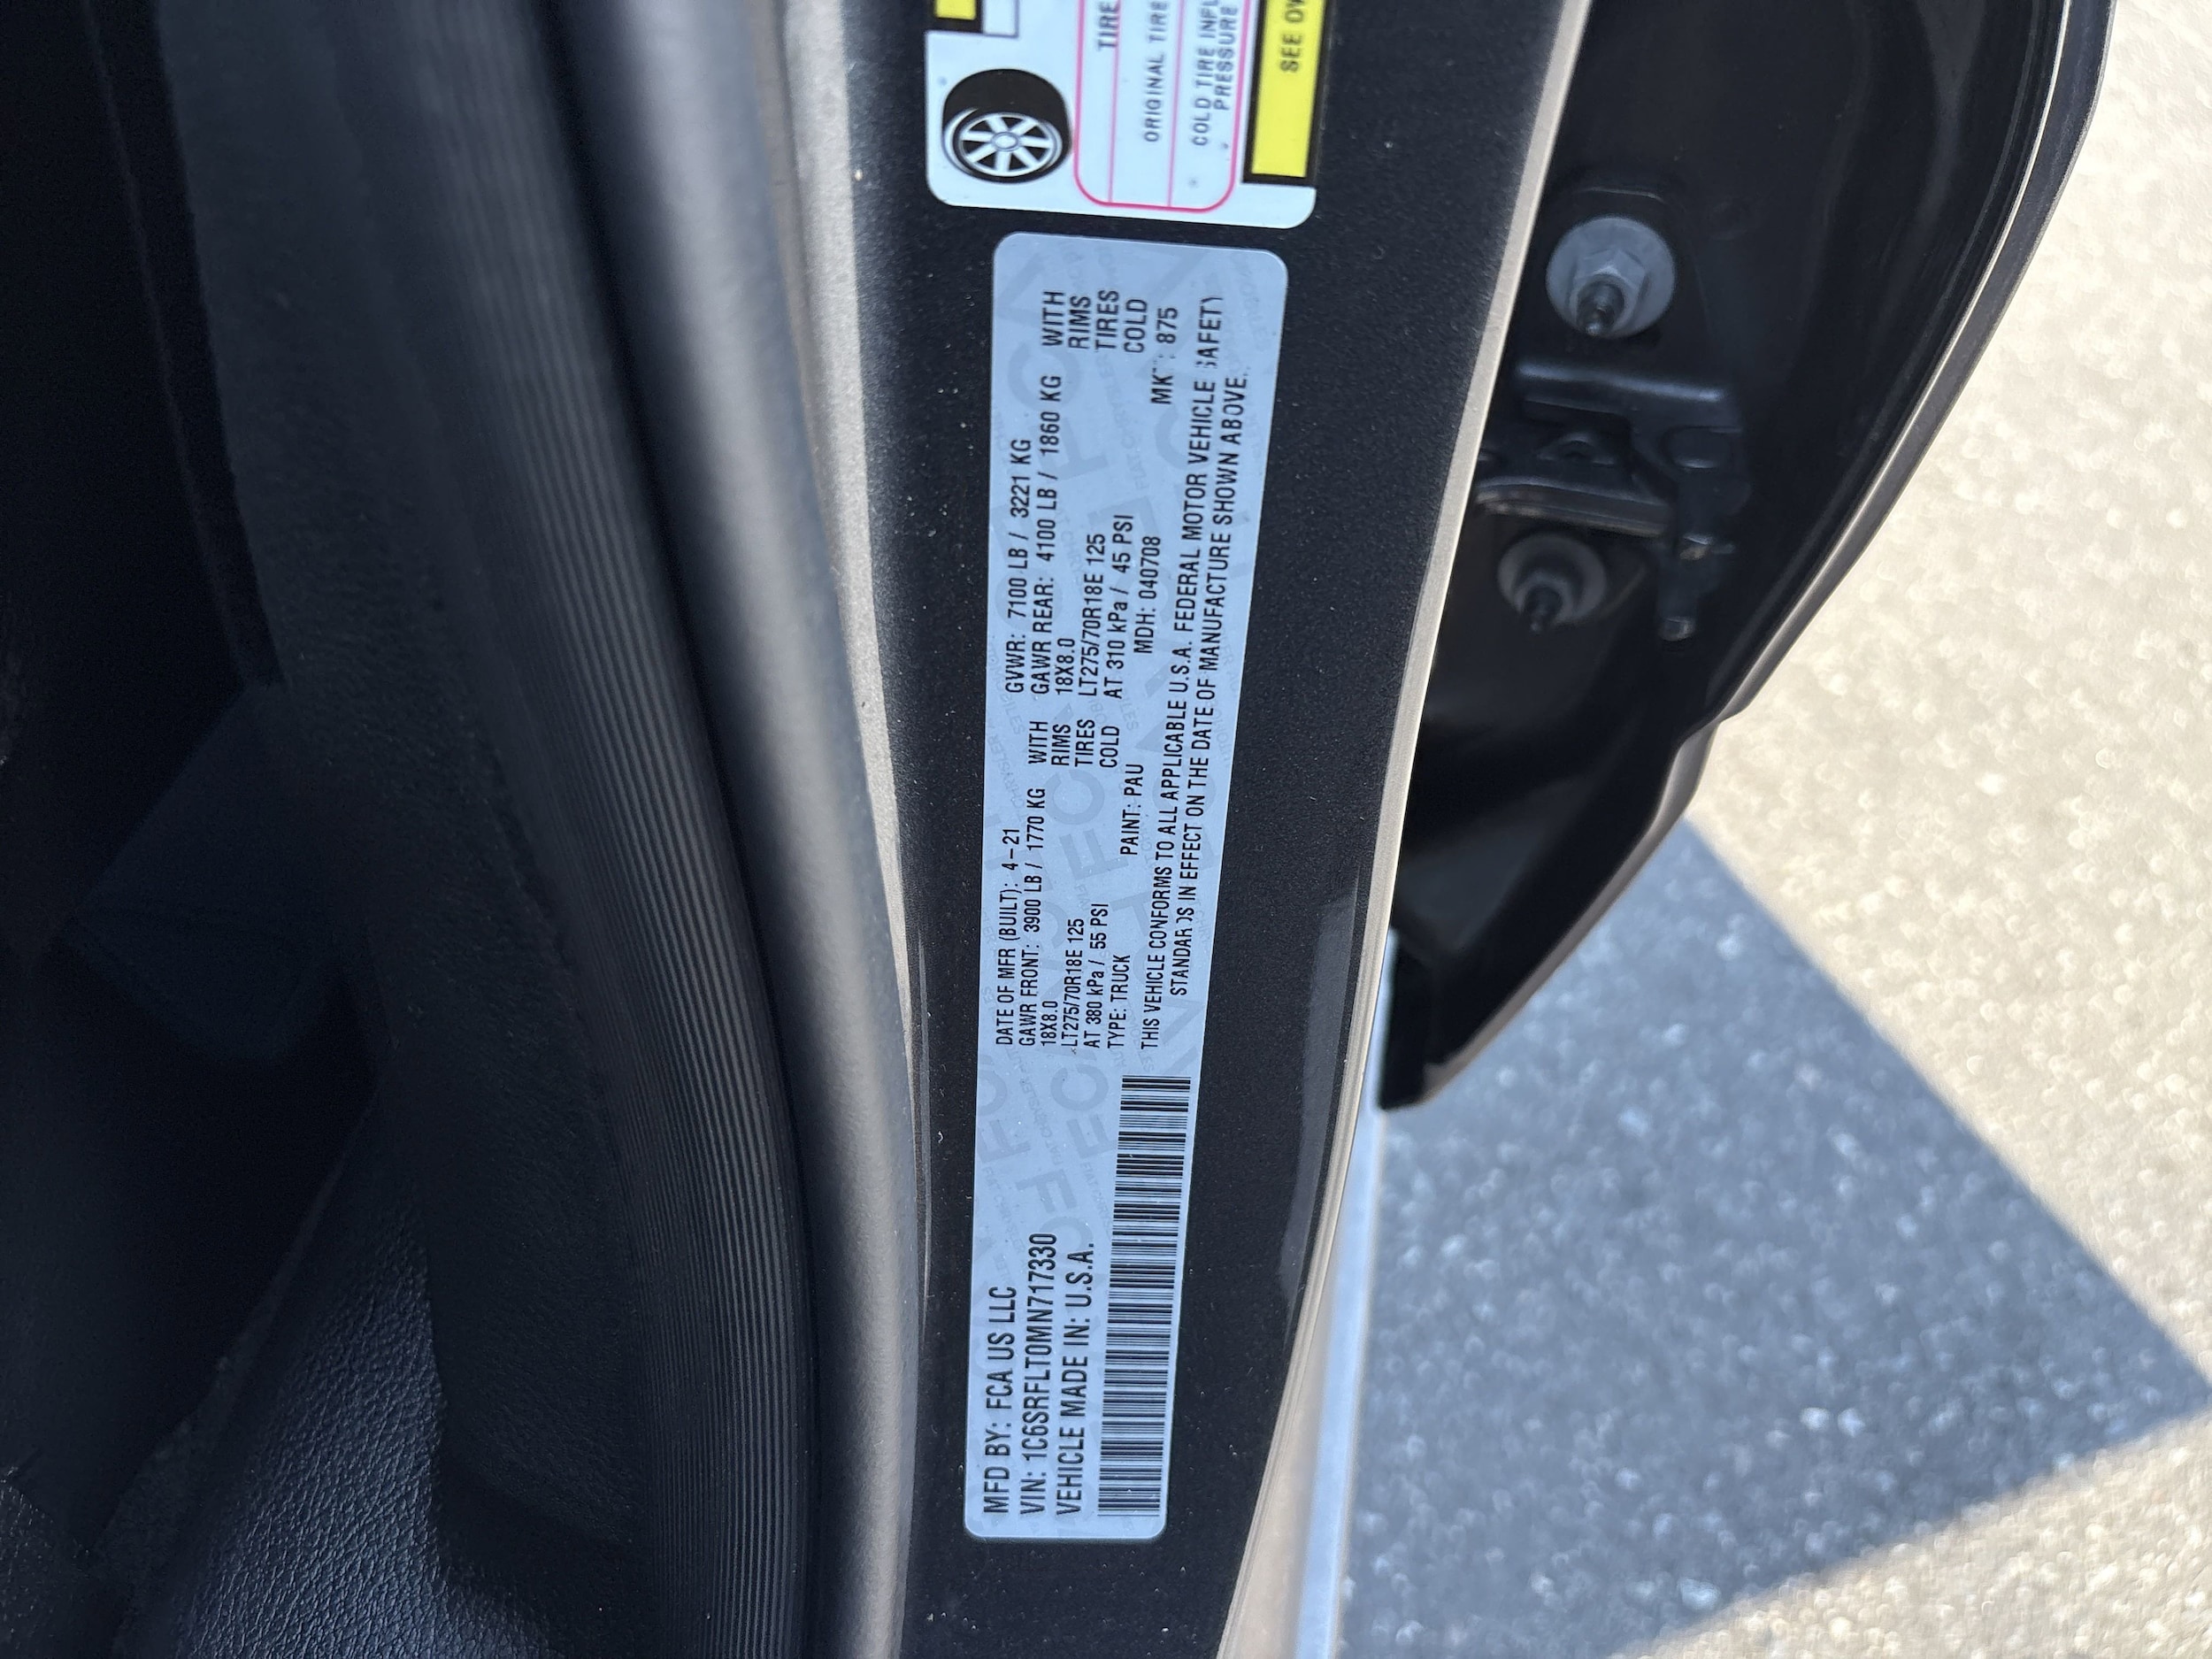 TIRE
ORIGINAL TIRE
COLD TIRE INFL
PRESSURE
SEE OW
MFD BY: FCA US LLC
VIN: 1C6SRFLT0MN717330
VEHICLE MADE IN: U.S.A.
DATE OF MFR (BUILT): 4-21 GVWR: 7100 LB / 3221 KG
GAWR FRONT: 3900 LB / 1770 KG WITH GAWR REAR: 4100 LB / 1860 KG WITH
18X8.0 RIMS 18X8.0 RIMS
LT275/70R18E 125 TIRES LT275/70R18E 125 TIRES
AT 380 kPa / 55 PSI COLD AT 310 kPa / 45 PSI COLD
TYPE: TRUCK PAINT: PAU MDH: 040708 MKT: 875
THIS VEHICLE CONFORMS TO ALL APPLICABLE U.S.A. FEDERAL MOTOR VEHICLE SAFETY
STANDARDS IN EFFECT ON THE DATE OF MANUFACTURE SHOWN ABOVE.